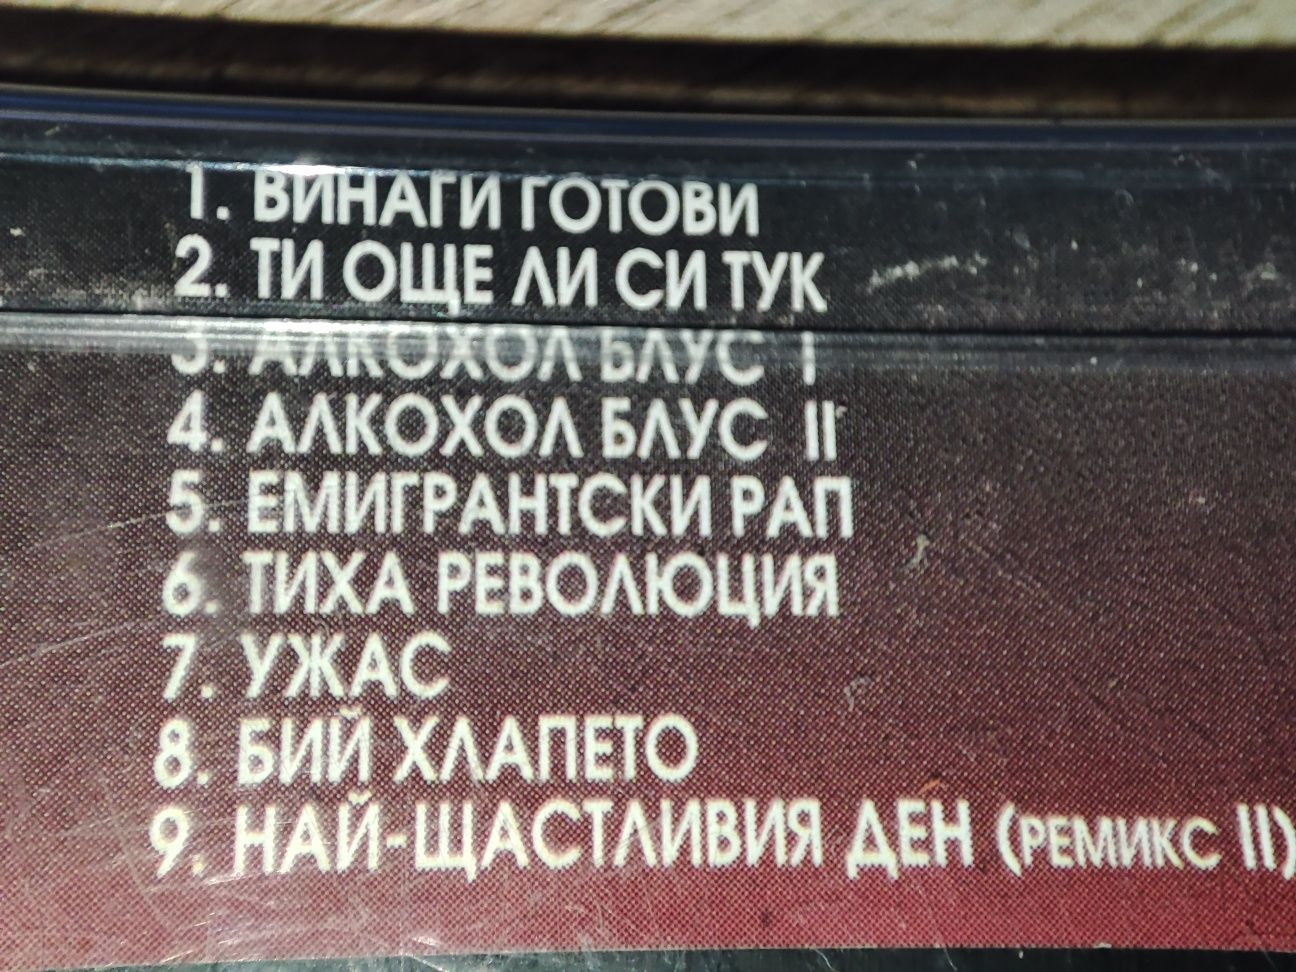 1. ВИНАГИ ГОТОВИ
2. ТИ ОЩЕ ЛИ СИ ТУК
3. АЛКОХОЛ БЛУС I
4. АЛКОХОЛ БЛУС II
5. ЕМИГРАНТСКИ РАП
6. ТИХА РЕВОЛЮЦИЯ
7. УЖАС
8. БИЙ ХЛАПЕТО
9. НАЙ-ЩАСТЛИВИЯ ДЕН (РЕМИКС II)